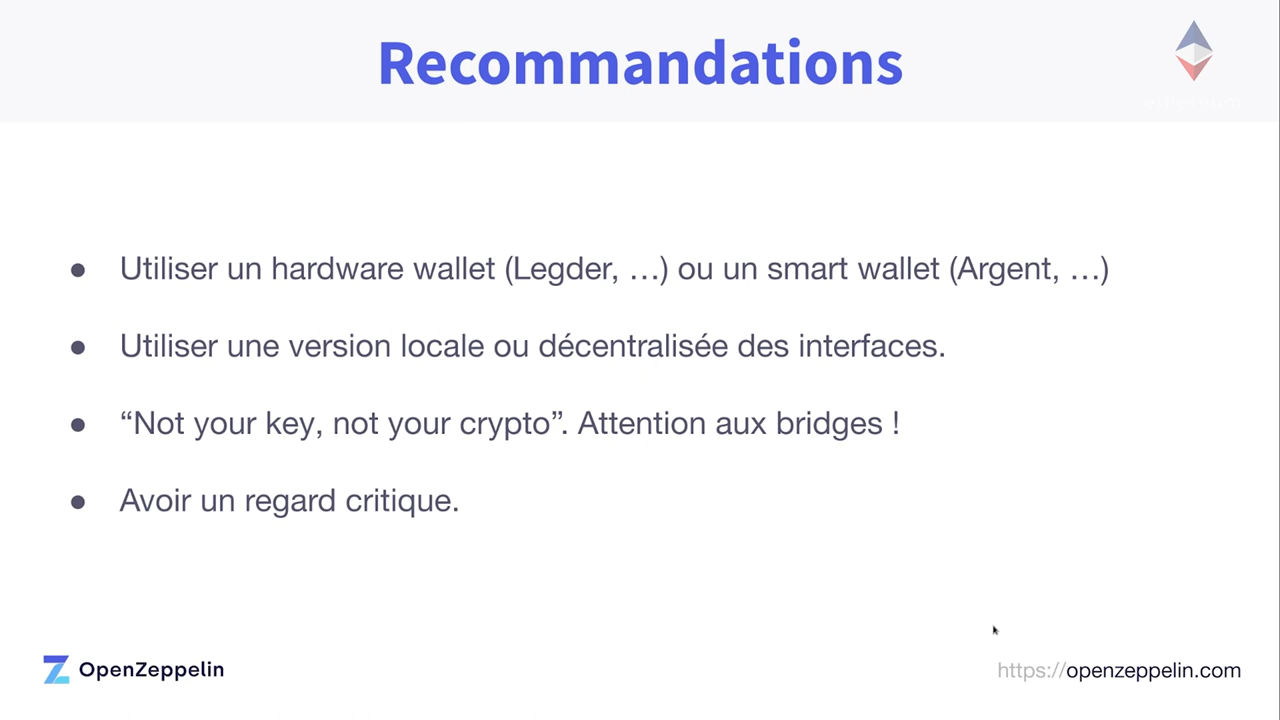 Recommandations
● Utiliser un hardware wallet (Legder, …) ou un smart wallet (Argent, …)
● Utiliser une version locale ou décentralisée des interfaces.
● “Not your key, not your crypto”. Attention aux bridges !
● Avoir un regard critique.
OpenZeppelin
https://openzeppelin.com